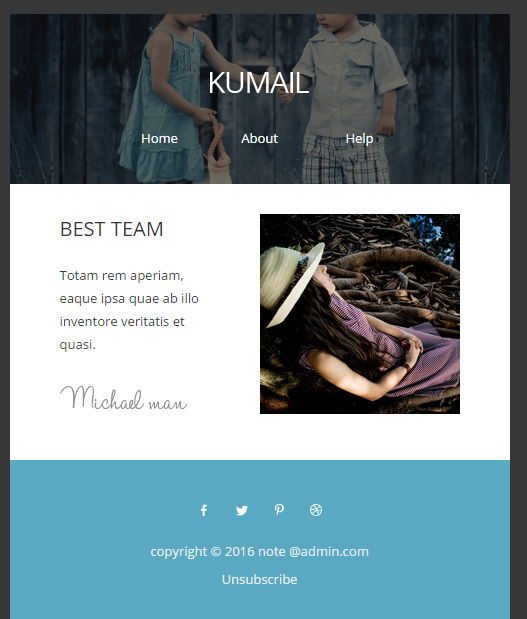 KUMAIL
Home About Help
BEST TEAM
Totam rem aperiam,
eaque ipsa quae ab illo
inventore veritatis et
quasi.
Michael man
copyright © 2016 note @admin.com
Unsubscribe